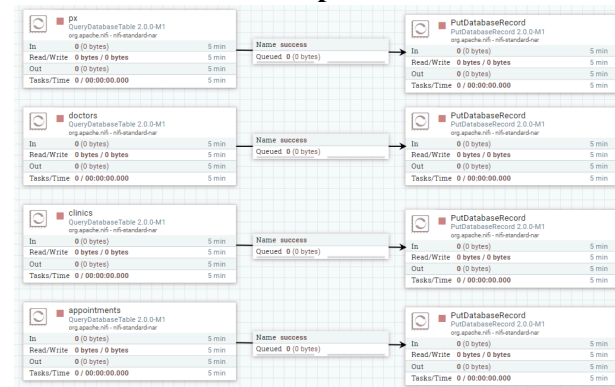 px
QueryDatabaseTable 2.0.0-M1
org.apache.nifi - nifi-standard-nar
In 0 (0 bytes) 5 min
Read/Write 0 bytes / 0 bytes 5 min
Out 0 (0 bytes) 5 min
Tasks/Time 0 / 00:00:00.000 5 min
Name success
Queued 0 (0 bytes)
PutDatabaseRecord
PutDatabaseRecord 2.0.0-M1
org.apache.nifi - nifi-standard-nar
In 0 (0 bytes) 5 min
Read/Write 0 bytes / 0 bytes 5 min
Out 0 (0 bytes) 5 min
Tasks/Time 0 / 00:00:00.000 5 min
doctors
QueryDatabaseTable 2.0.0-M1
org.apache.nifi - nifi-standard-nar
In 0 (0 bytes) 5 min
Read/Write 0 bytes / 0 bytes 5 min
Out 0 (0 bytes) 5 min
Tasks/Time 0 / 00:00:00.000 5 min
Name success
Queued 0 (0 bytes)
PutDatabaseRecord
PutDatabaseRecord 2.0.0-M1
org.apache.nifi - nifi-standard-nar
In 0 (0 bytes) 5 min
Read/Write 0 bytes / 0 bytes 5 min
Out 0 (0 bytes) 5 min
Tasks/Time 0 / 00:00:00.000 5 min
clinics
QueryDatabaseTable 2.0.0-M1
org.apache.nifi - nifi-standard-nar
In 0 (0 bytes) 5 min
Read/Write 0 bytes / 0 bytes 5 min
Out 0 (0 bytes) 5 min
Tasks/Time 0 / 00:00:00.000 5 min
Name success
Queued 0 (0 bytes)
PutDatabaseRecord
PutDatabaseRecord 2.0.0-M1
org.apache.nifi - nifi-standard-nar
In 0 (0 bytes) 5 min
Read/Write 0 bytes / 0 bytes 5 min
Out 0 (0 bytes) 5 min
Tasks/Time 0 / 00:00:00.000 5 min
appointments
QueryDatabaseTable 2.0.0-M1
org.apache.nifi - nifi-standard-nar
In 0 (0 bytes) 5 min
Read/Write 0 bytes / 0 bytes 5 min
Out 0 (0 bytes) 5 min
Tasks/Time 0 / 00:00:00.000 5 min
Name success
Queued 0 (0 bytes)
PutDatabaseRecord
PutDatabaseRecord 2.0.0-M1
org.apache.nifi - nifi-standard-nar
In 0 (0 bytes) 5 min
Read/Write 0 bytes / 0 bytes 5 min
Out 0 (0 bytes) 5 min
Tasks/Time 0 / 00:00:00.000 5 min